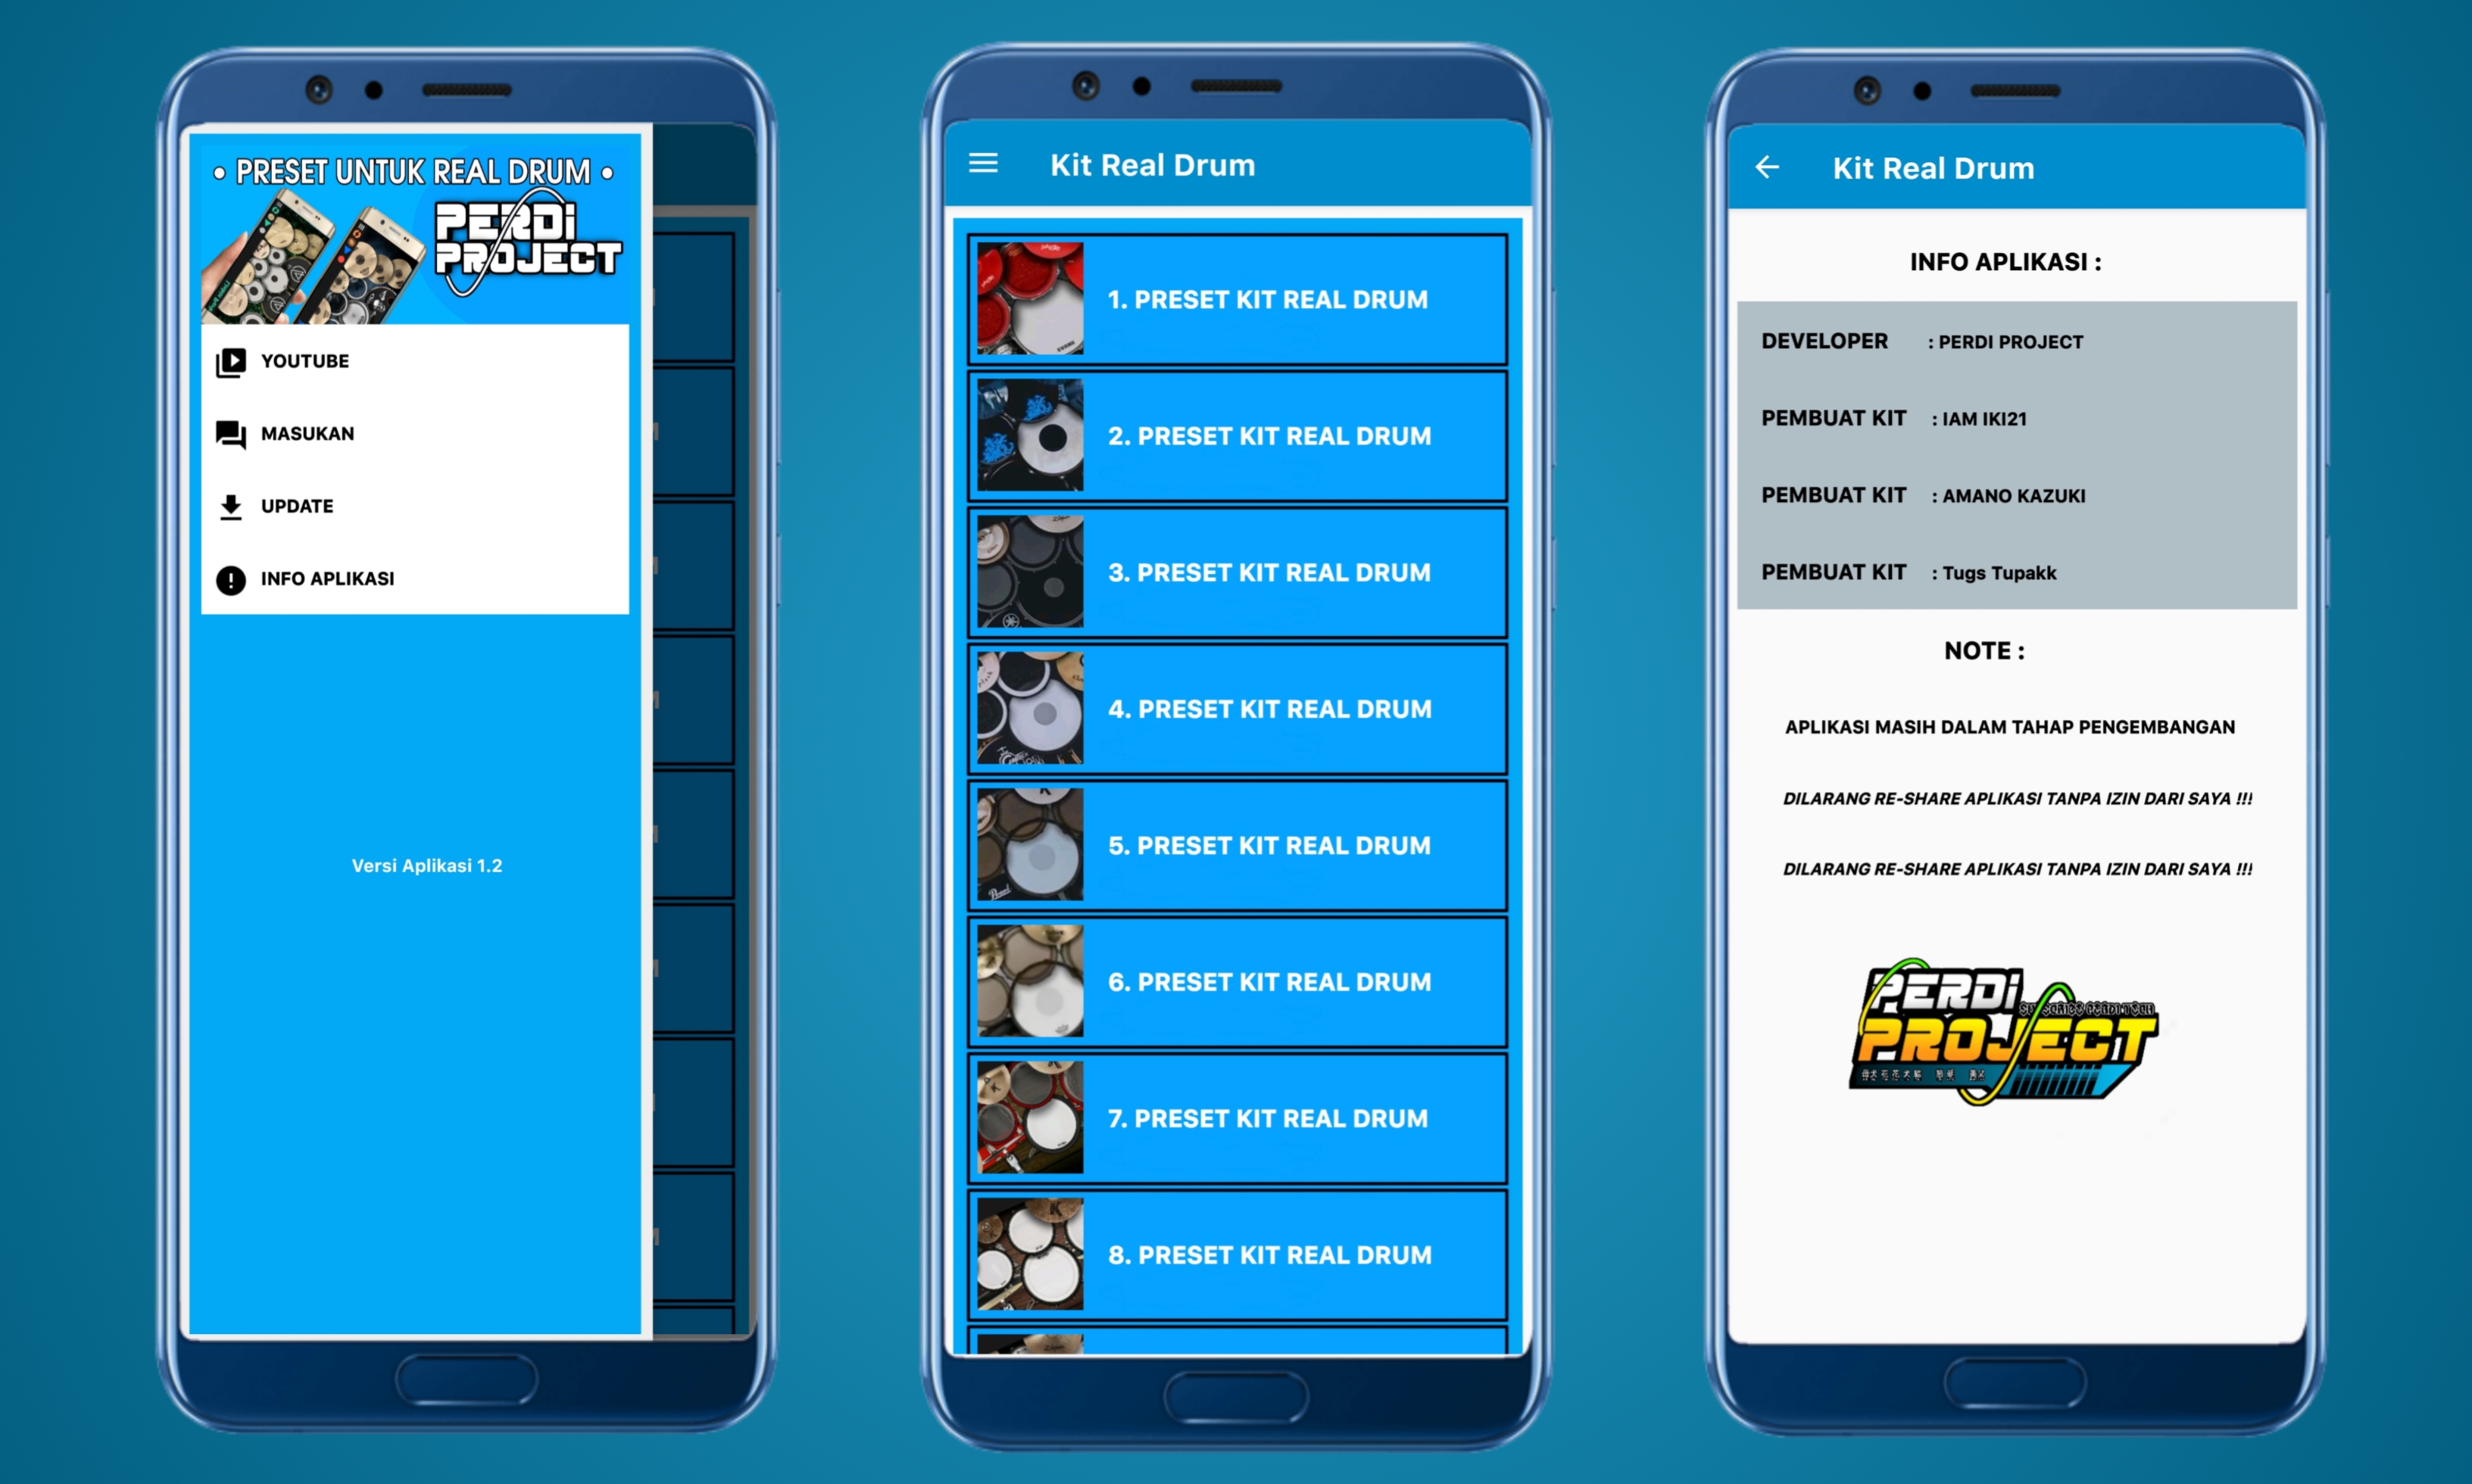 • PRESET UNTUK REAL DRUM •
PERDi
PROJECT
YOUTUBE
MASUKAN
UPDATE
INFO APLIKASI
Versi Aplikasi 1.2
Kit Real Drum
1. PRESET KIT REAL DRUM
2. PRESET KIT REAL DRUM
3. PRESET KIT REAL DRUM
4. PRESET KIT REAL DRUM
5. PRESET KIT REAL DRUM
6. PRESET KIT REAL DRUM
7. PRESET KIT REAL DRUM
8. PRESET KIT REAL DRUM
Kit Real Drum
INFO APLIKASI :
DEVELOPER : PERDI PROJECT
PEMBUAT KIT : IAM IKI21
PEMBUAT KIT : AMANO KAZUKI
PEMBUAT KIT : Tugs Tupakk
NOTE :
APLIKASI MASIH DALAM TAHAP PENGEMBANGAN
DILARANG RE-SHARE APLIKASI TANPA IZIN DARI SAYA !!!
DILARANG RE-SHARE APLIKASI TANPA IZIN DARI SAYA !!!
PERDi
PROJECT